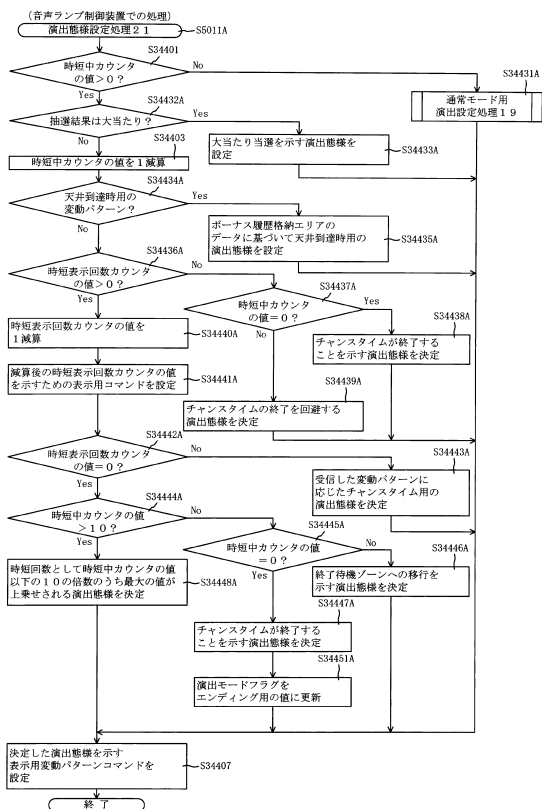 (音声ランプ制御装置での処理)
演出態様設定処理21
S5011A
S34401
時短中カウンタ
の値>0?
No
Yes
S34431A
通常モード用
演出設定処理19
S34432A
抽選結果は大当たり?
Yes
No
大当たり当選を示す演出態様を
設定
S34433A
S34403
時短中カウンタの値を1減算
S34434A
天井到達時用の
変動パターン?
Yes
No
ボーナス履歴格納エリアの
データに基づいて天井到達時用の
演出態様を設定
S34435A
S34436A
時短表示回数カウンタ
の値>0?
No
Yes
S34437A
時短中カウンタ
の値=0?
Yes
No
S34438A
チャンスタイムが終了する
ことを示す演出態様を決定
時短表示回数カウンタの値を
1減算
S34440A
S34439A
チャンスタイムの終了を回避する
演出態様を決定
減算後の時短表示回数カウンタの値
を示すための表示用コマンドを設定
S34441A
S34442A
時短表示回数カウンタ
の値=0?
No
Yes
S34443A
受信した変動パターンに
応じたチャンスタイム用の
演出態様を決定
S34444A
時短中カウンタの値
>10?
No
Yes
S34445A
時短中カウンタの値
=0?
No
Yes
S34446A
終了待機ゾーンへの移行を
示す演出態様を決定
時短回数として時短中カウンタの値
以下の10の倍数のうち最大の値が
上乗せされる演出態様を決定
S34448A
S34447A
チャンスタイムが終了する
ことを示す演出態様を決定
S34451A
演出モードフラグを
エンディング用の値に更新
決定した演出態様を示す
表示用変動パターンコマンドを
設定
S34407
終了